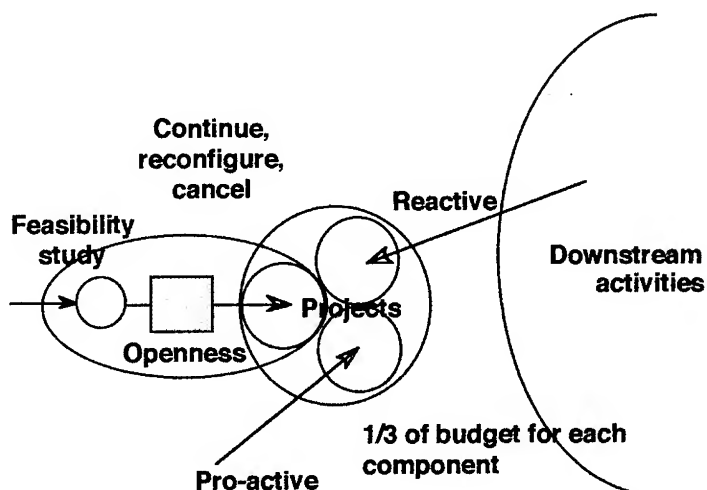 Continue,
reconfigure,
cancel
Reactive
Feasibility
study
Downstream
activities
Projects
Openness
1/3 of budget for each
component
Pro-active